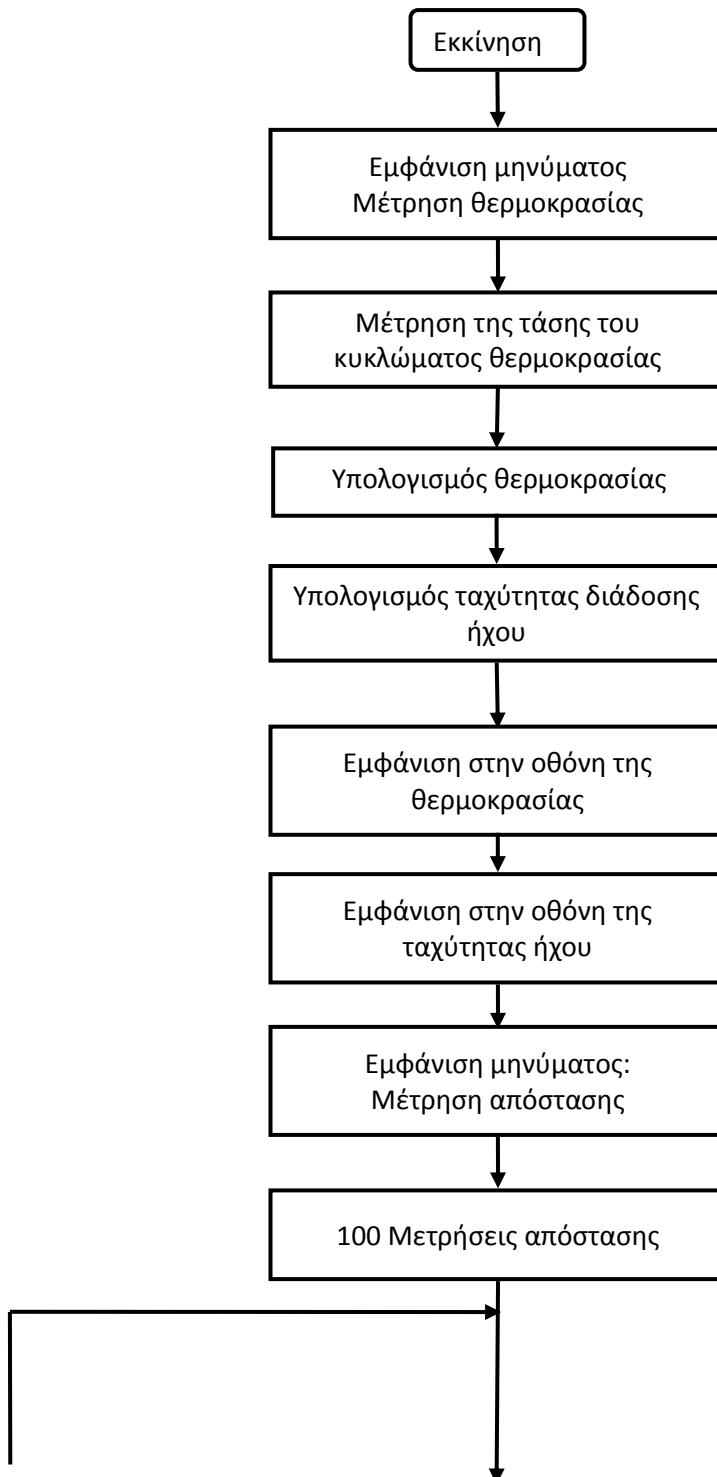 Εκκίνηση
Εμφάνιση μηνύματος
Μέτρηση θερμοκρασίας
Μέτρηση της τάσης του
κυκλώματος θερμοκρασίας
Υπολογισμός θερμοκρασίας
Υπολογισμός ταχύτητας διάδοσης
ήχου
Εμφάνιση στην οθόνη της
θερμοκρασίας
Εμφάνιση στην οθόνη της
ταχύτητας ήχου
Εμφάνιση μηνύματος:
Μέτρηση απόστασης
100 Μετρήσεις απόστασης